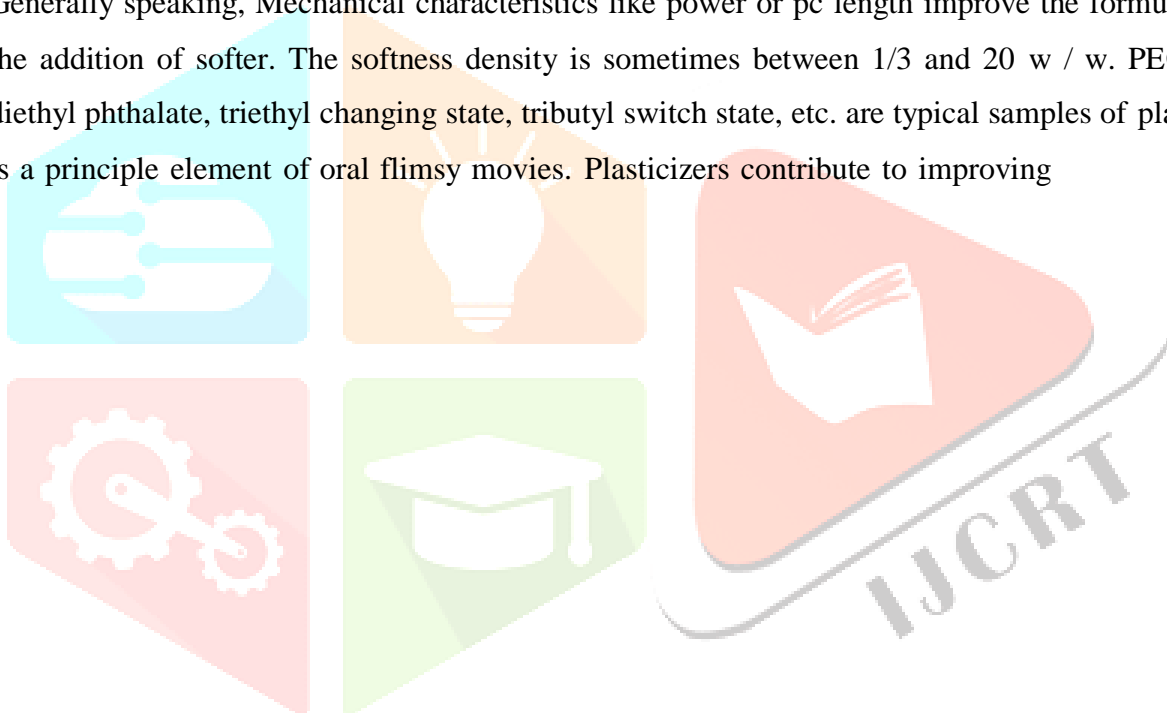 Generally speaking, Mechanical characteristics like power or pc length improve the formu
he addition of softer. The softness density is sometimes between 1/3 and 20 w / w. PE
diethyl phthalate, triethyl changing state, tributyl switch state, etc. are typical samples of pla
s a principle element of oral flimsy movies. Plasticizers contribute to improving
IJCRT